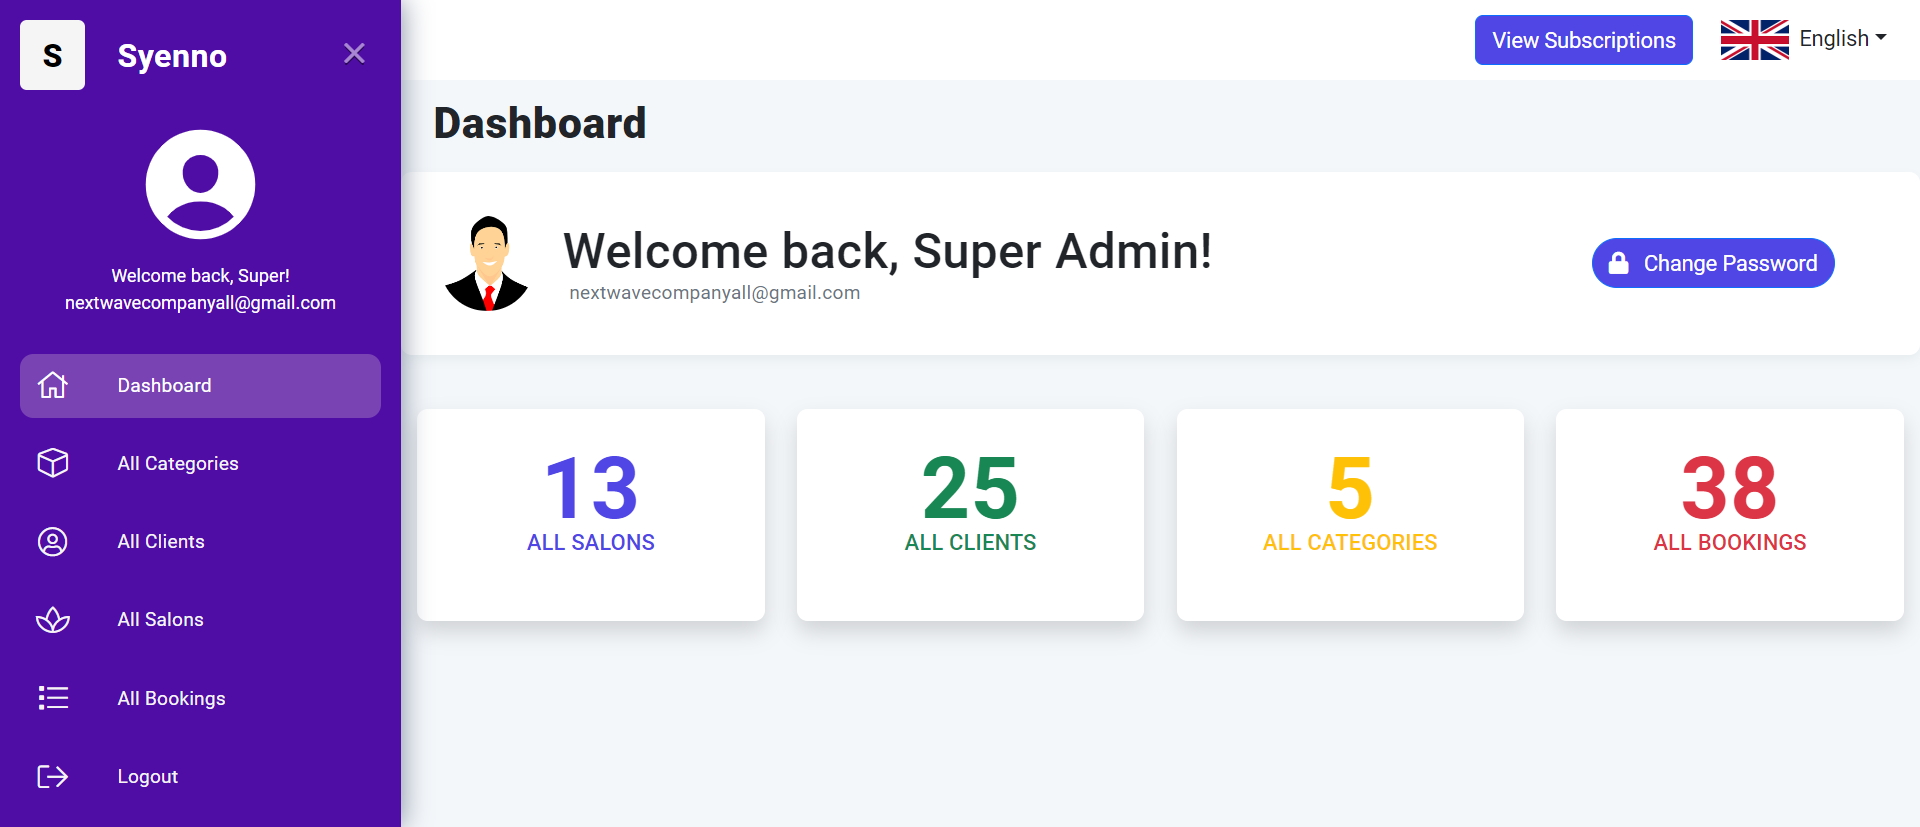 S
Syenno
Welcome back, Super!
nextwavecompanyall@gmail.com
Dashboard
All Categories
All Clients
All Salons
All Bookings
Logout
View Subscriptions
English
Dashboard
Welcome back, Super Admin!
nextwavecompanyall@gmail.com
Change Password
13
ALL SALONS
25
ALL CLIENTS
5
ALL CATEGORIES
38
ALL BOOKINGS